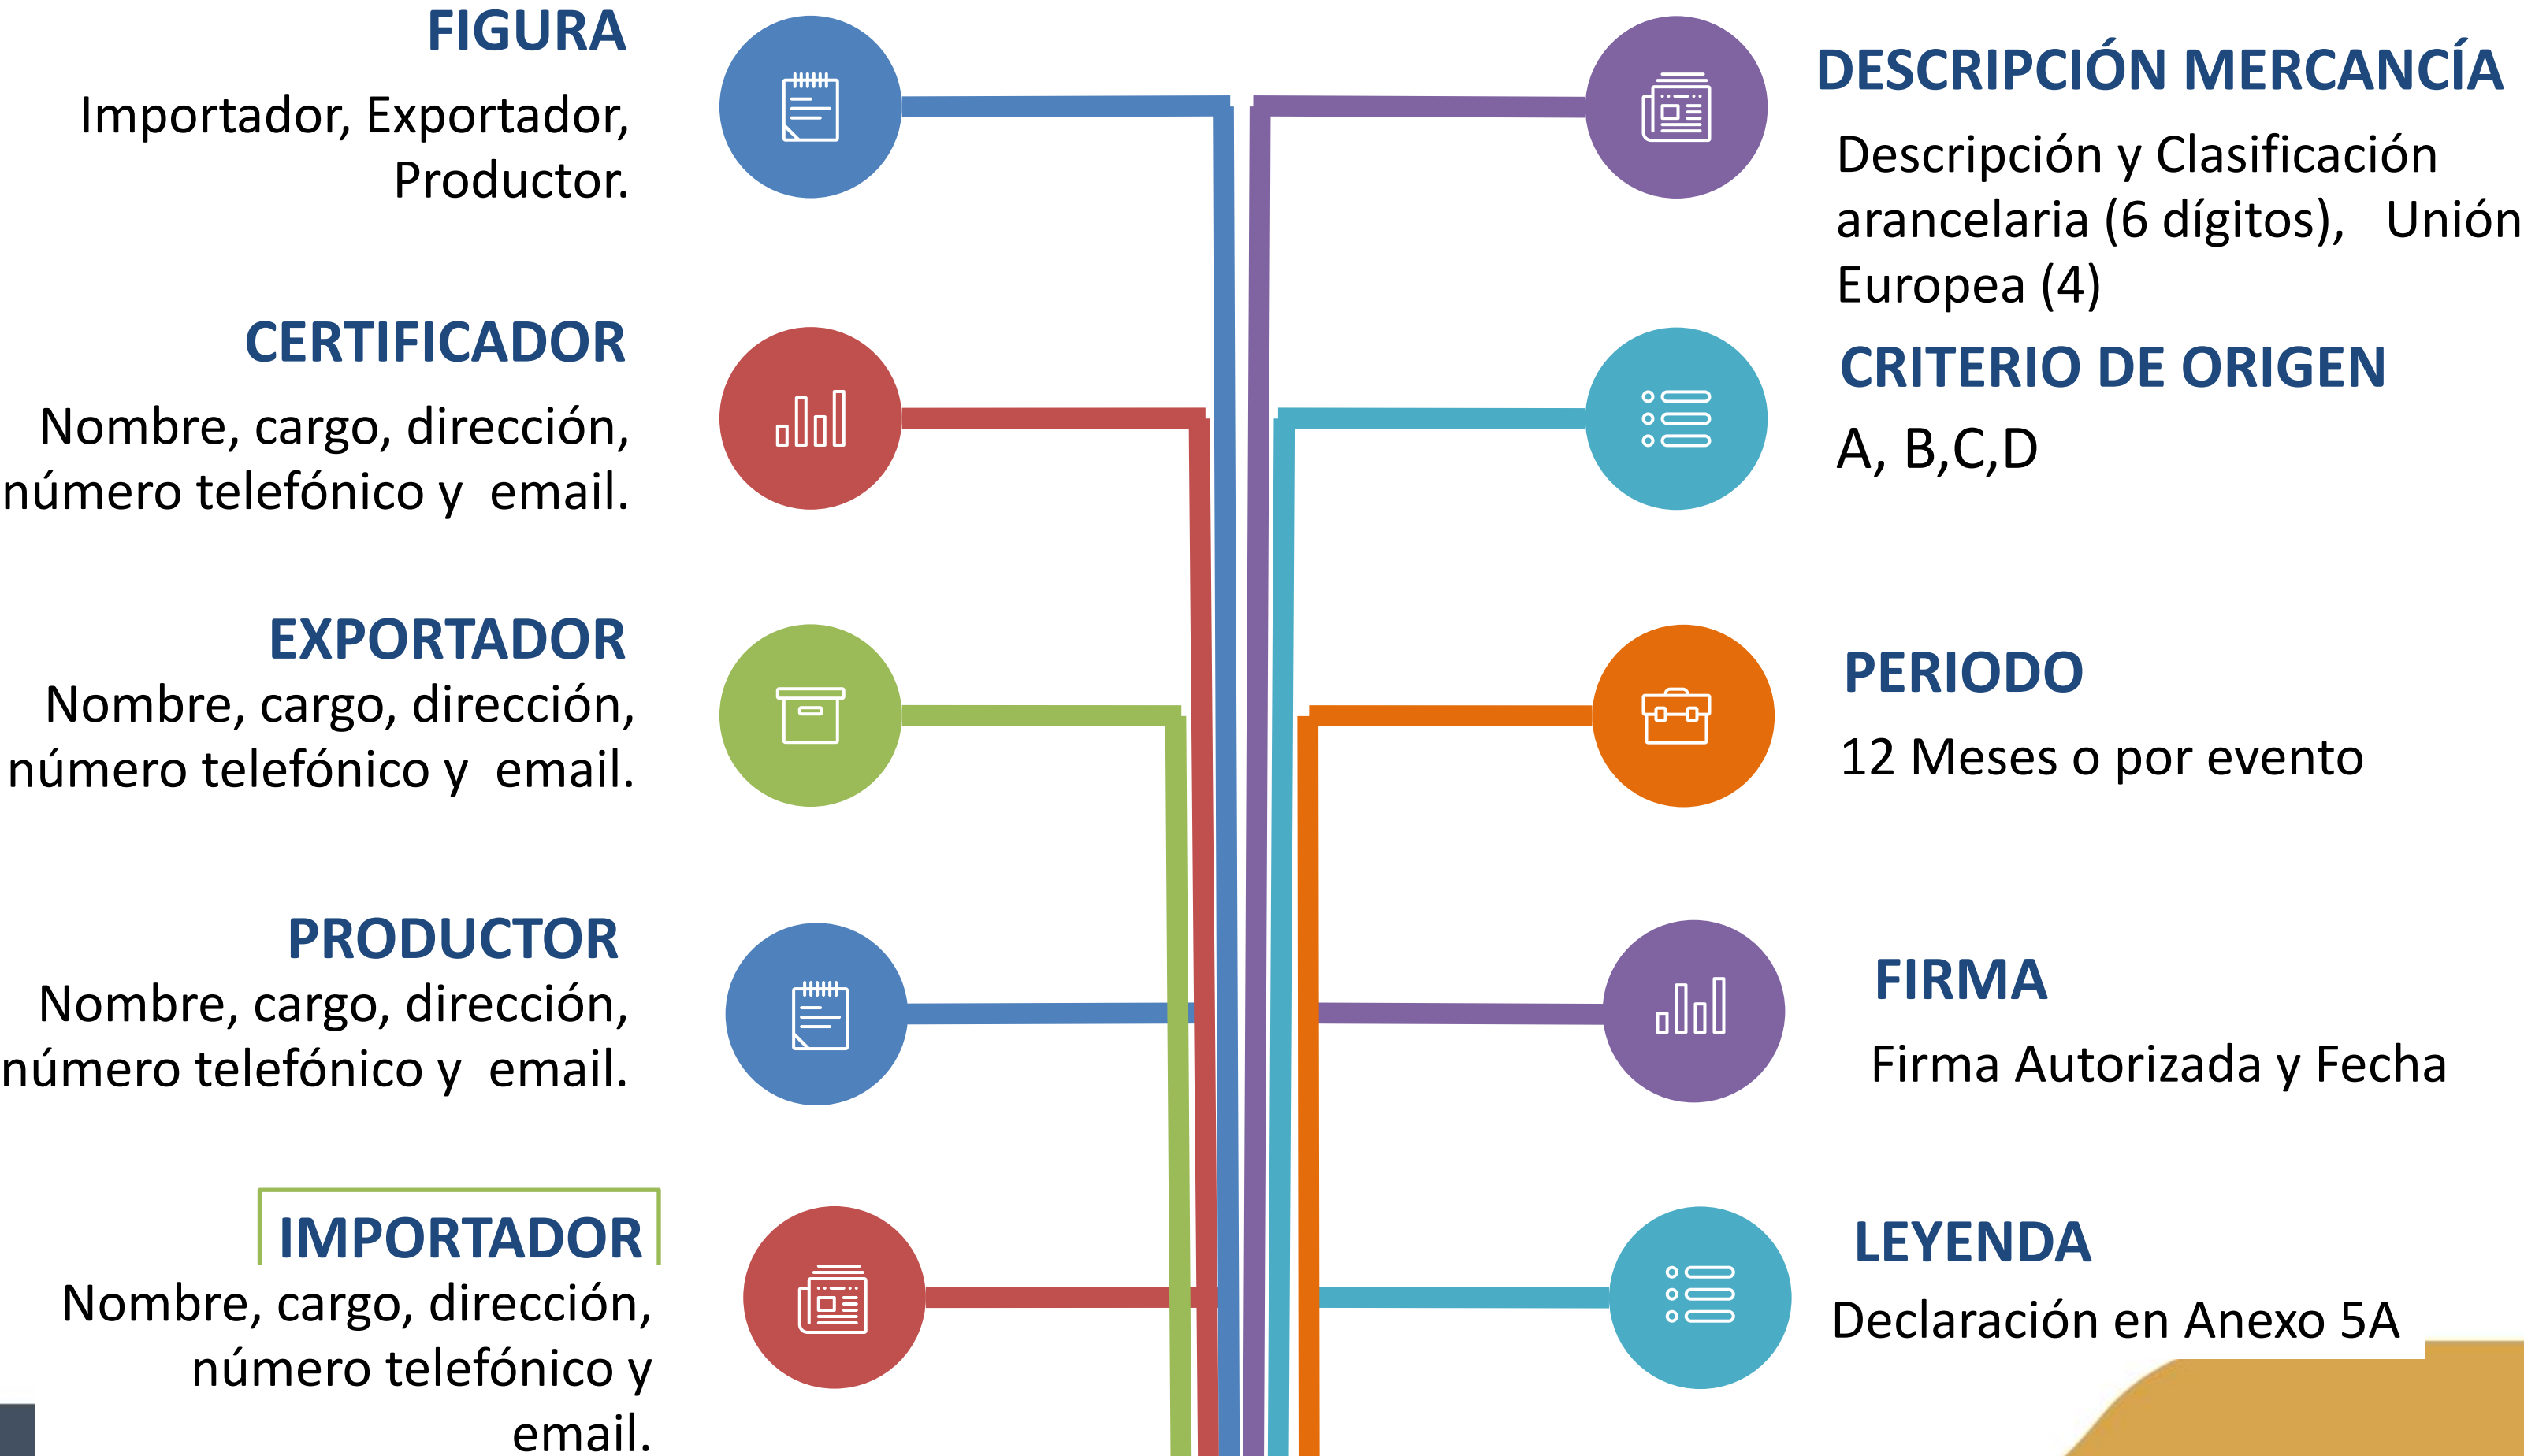 FIGURA
Importador, Exportador,
Productor.
CERTIFICADOR
Nombre, cargo, dirección,
número telefónico y email.
EXPORTADOR
Nombre, cargo, dirección,
número telefónico y email.
PRODUCTOR
Nombre, cargo, dirección,
número telefónico y email.
IMPORTADOR
Nombre, cargo, dirección,
número telefónico y
email.
DESCRIPCIÓN MERCANCÍA
Descripción y Clasificación
arancelaria (6 dígitos), Unión
Europea (4)
CRITERIO DE ORIGEN
A, B,C,D
PERIODO
12 Meses o por evento
FIRMA
Firma Autorizada y Fecha
LEYENDA
Declaración en Anexo 5A